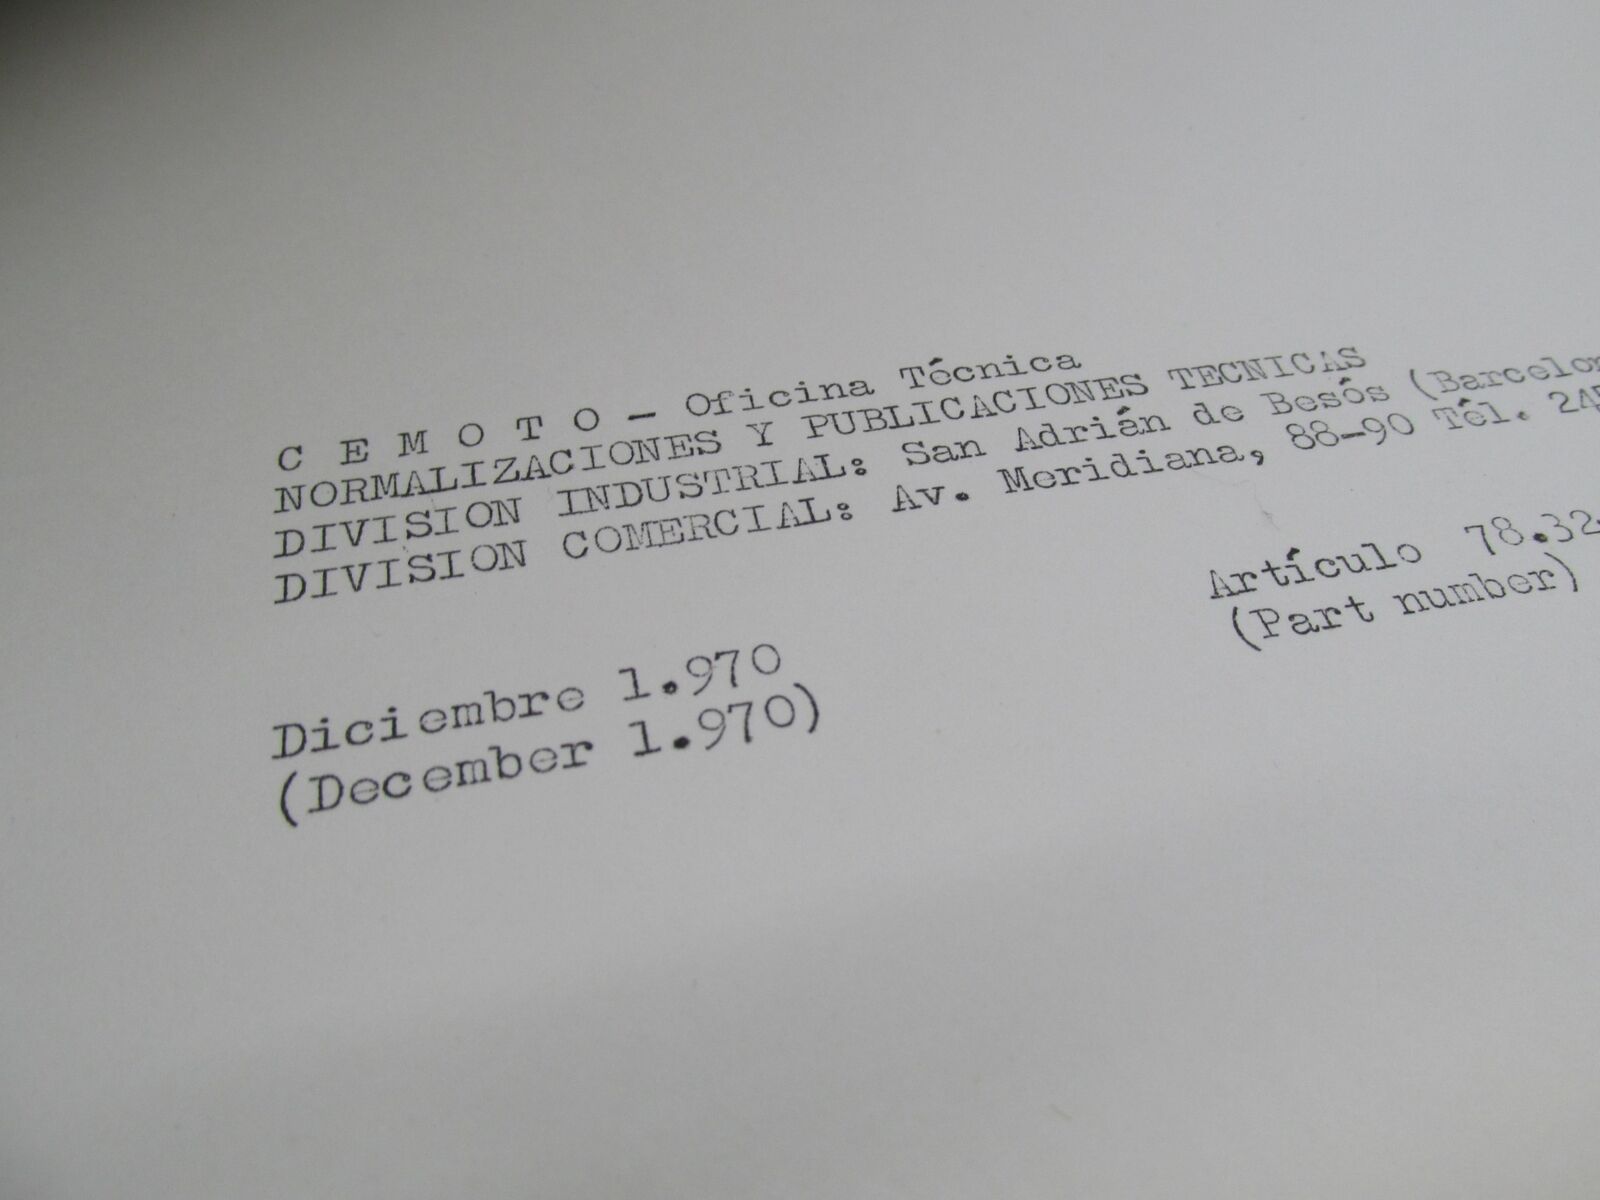 C E M O T O – Oficina Técnica
NORMALIZACIONES Y PUBLICACIONES TECNICAS
DIVISION INDUSTRIAL: San Adrián de Besós (Barcelon
DIVISION COMERCIAL: Av. Meridiana, 88-90 Tél. 245
Artículo 78.32
(Part number)
Diciembre 1.970
(December 1.970)